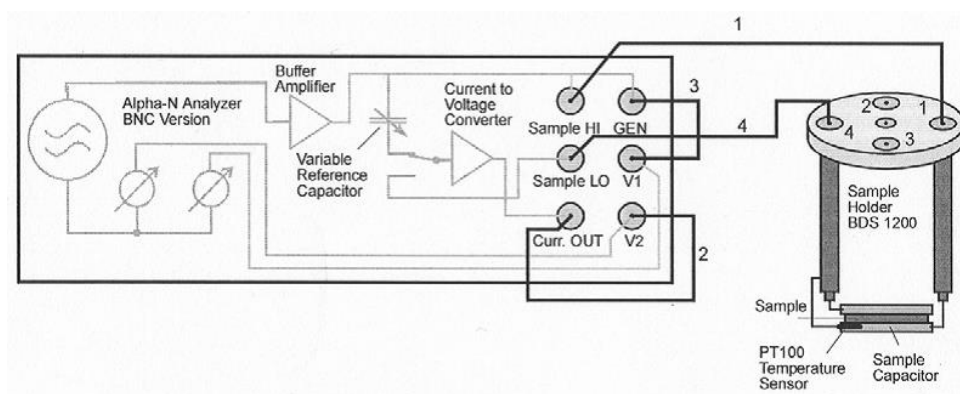 1
Buffer
Amplifier
Alpha-N Analyzer
BNC Version
Current to
Voltage
Converter
Variable
Reference
Capacitor
Sample HI
GEN
3
4
Sample LO
V1
Curr. OUT
V2
2
2
1
4
3
Sample
Holder
BDS 1200
Sample
PT100
Temperature
Sensor
Sample
Capacitor